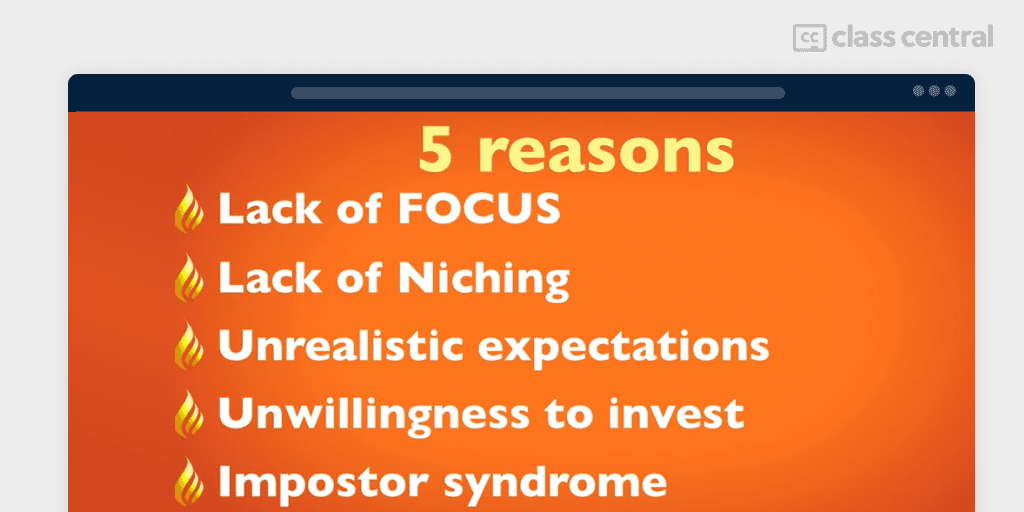 cc class central
5 reasons
Lack of FOCUS
Lack of Niching
Unrealistic expectations
Unwillingness to invest
Impostor syndrome